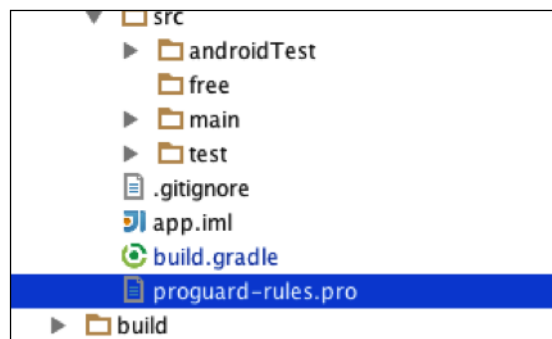 src
androidTest
free
main
test
.gitignore
app.iml
build.gradle
proguard-rules.pro
build